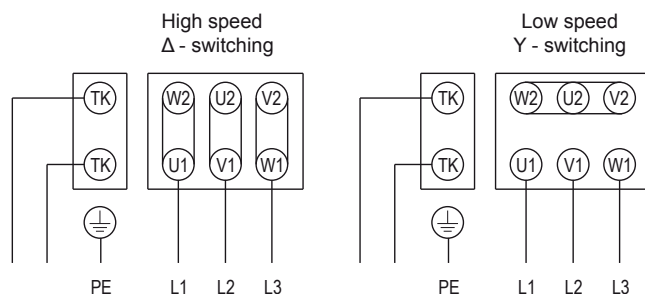 High speed
Δ - switching
TK W2 U2 V2
TK U1 V1 W1
PE L1 L2 L3
Low speed
Y - switching
TK W2 U2 V2
TK U1 V1 W1
PE L1 L2 L3